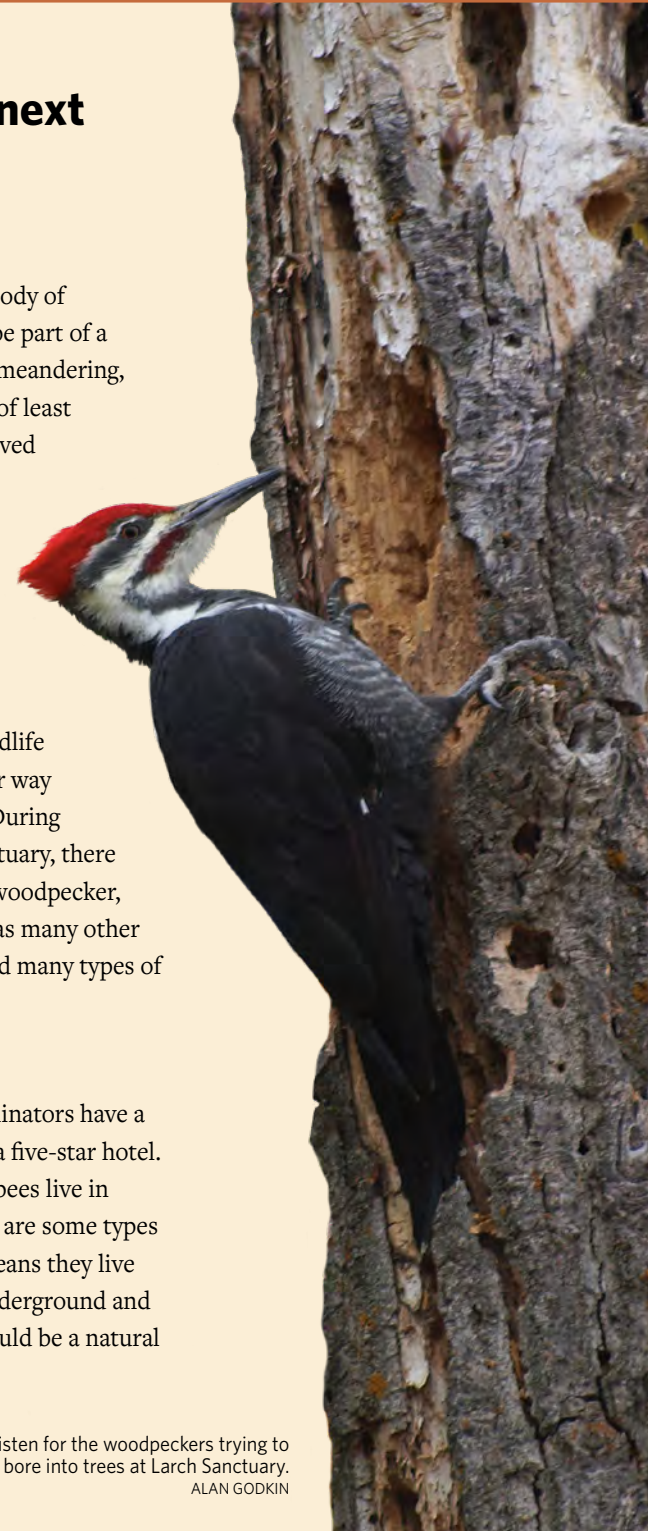 next
ody of
be part of a
meandering,
of least
ved
dlife
r way
During
tuary, there
woodpecker,
as many other
d many types of
inators have a
a five-star hotel.
bees live in
are some types
eans they live
derground and
uld be a natural
isten for the woodpeckers trying to
bore into trees at Larch Sanctuary.
ALAN GODKIN